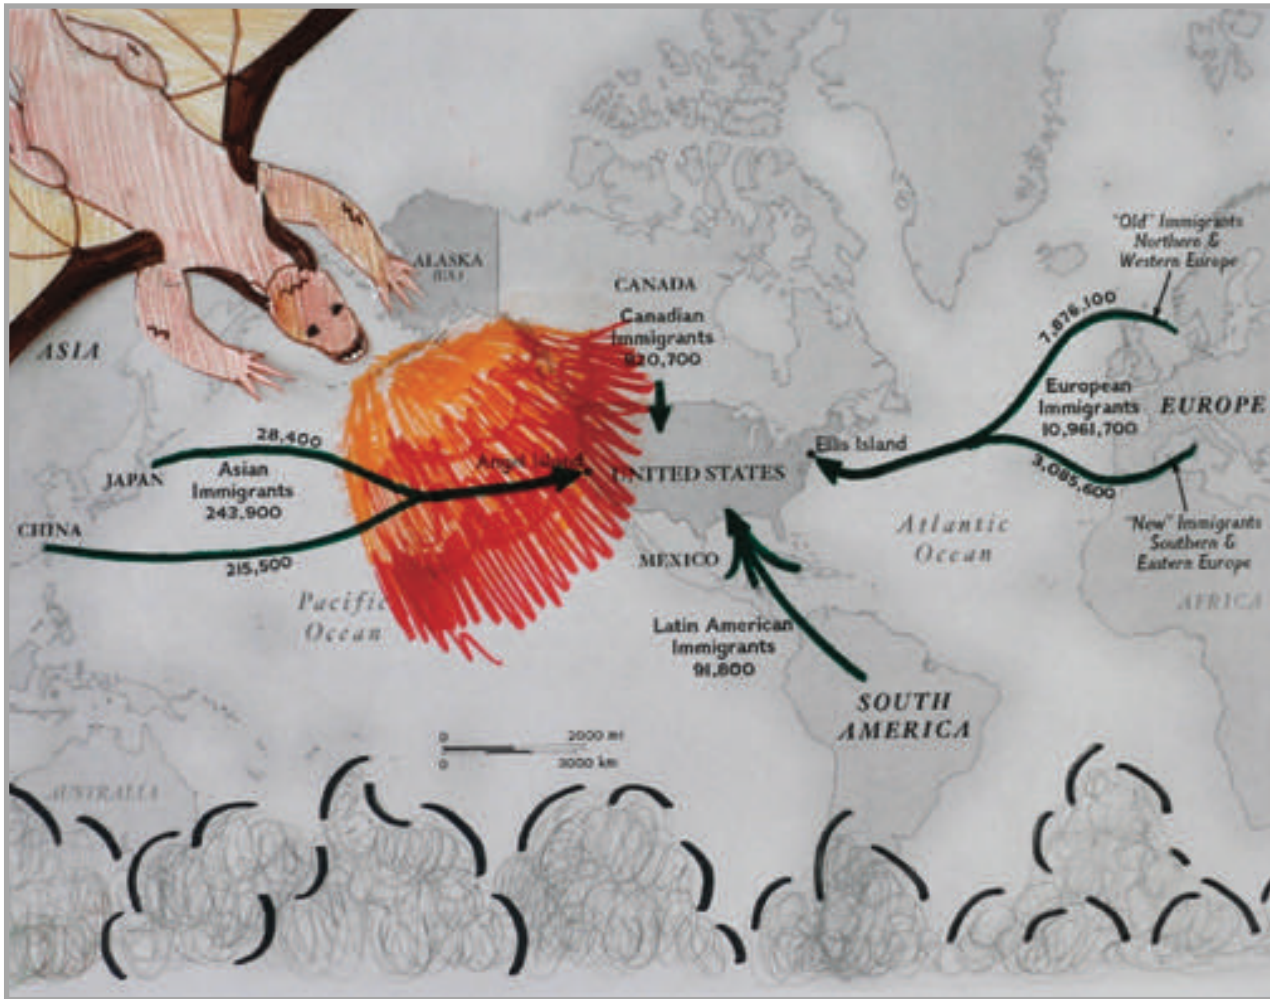 "Old" Immigrants
Northern &
Western Europe
ALASKA
CANADA
Canadian
Immigrants
7,876,100
ASIA
European
Immigrants
10,961,700
EUROPE
28,400
Ellis Island
JAPAN
Asian
Immigrants
243,900
Angel Island
UNITED STATES
3,085,600
CHINA
215,500
MEXICO
Atlantic
Ocean
"New" Immigrants
Southern &
Eastern Europe
AFRICA
Pacific
Ocean
Latin American
Immigrants
91,800
SOUTH
AMERICA
0 2000 mi
0 3000 km
AUSTRALIA